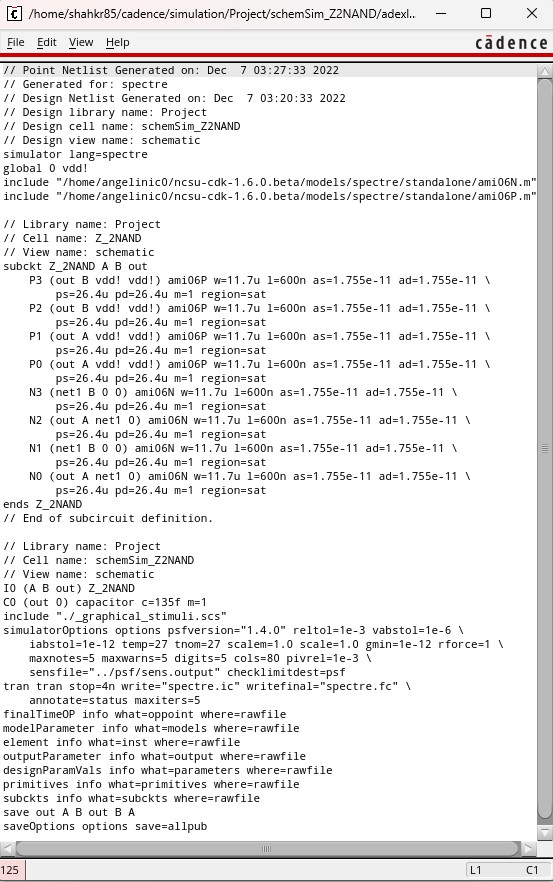 /home/shahkr85/cadence/simulation/Project/schemSim_Z2NAND/adexl...
File Edit View Help
cādence
// Point Netlist Generated on: Dec  7 03:27:33 2022
// Generated for: spectre
// Design Netlist Generated on: Dec  7 03:20:33 2022
// Design library name: Project
// Design cell name: schemSim_Z2NAND
// Design view name: schematic
simulator lang=spectre
global 0 vdd!
include "/home/angelinic0/ncsu-cdk-1.6.0.beta/models/spectre/standalone/ami06N.m"
include "/home/angelinic0/ncsu-cdk-1.6.0.beta/models/spectre/standalone/ami06P.m"
// Library name: Project
// Cell name: Z_2NAND
// View name: schematic
subckt Z_2NAND A B out
    P3 (out B vdd! vdd!) ami06P w=11.7u l=600n as=1.755e-11 ad=1.755e-11 \
        ps=26.4u pd=26.4u m=1 region=sat
    P2 (out B vdd! vdd!) ami06P w=11.7u l=600n as=1.755e-11 ad=1.755e-11 \
        ps=26.4u pd=26.4u m=1 region=sat
    P1 (out A vdd! vdd!) ami06P w=11.7u l=600n as=1.755e-11 ad=1.755e-11 \
        ps=26.4u pd=26.4u m=1 region=sat
    P0 (out A vdd! vdd!) ami06P w=11.7u l=600n as=1.755e-11 ad=1.755e-11 \
        ps=26.4u pd=26.4u m=1 region=sat
    N3 (net1 B 0 0) ami06N w=11.7u l=600n as=1.755e-11 ad=1.755e-11 \
        ps=26.4u pd=26.4u m=1 region=sat
    N2 (out A net1 0) ami06N w=11.7u l=600n as=1.755e-11 ad=1.755e-11 \
        ps=26.4u pd=26.4u m=1 region=sat
    N1 (net1 B 0 0) ami06N w=11.7u l=600n as=1.755e-11 ad=1.755e-11 \
        ps=26.4u pd=26.4u m=1 region=sat
    N0 (out A net1 0) ami06N w=11.7u l=600n as=1.755e-11 ad=1.755e-11 \
        ps=26.4u pd=26.4u m=1 region=sat
ends Z_2NAND
// End of subcircuit definition.
// Library name: Project
// Cell name: schemSim_Z2NAND
// View name: schematic
I0 (A B out) Z_2NAND
C0 (out 0) capacitor c=135f m=1
include "./_graphical_stimuli.scs"
simulatorOptions options psfversion="1.4.0" reltol=1e-3 vabstol=1e-6 \
    iabstol=1e-12 temp=27 tnom=27 scalem=1.0 scale=1.0 gmin=1e-12 rforce=1 \
    maxnotes=5 maxwarns=5 digits=5 cols=80 pivrel=1e-3 \
    sensfile="../psf/sens.output" checklimitdest=psf
tran tran stop=4n write="spectre.ic" writefinal="spectre.fc" \
    annotate=status maxiters=5
finalTimeOP info what=oppoint where=rawfile
modelParameter info what=models where=rawfile
element info what=inst where=rawfile
outputParameter info what=output where=rawfile
designParamVals info what=parameters where=rawfile
primitives info what=primitives where=rawfile
subckts info what=subckts where=rawfile
save out A B out B A
saveOptions options save=allpub
125 L1 C1